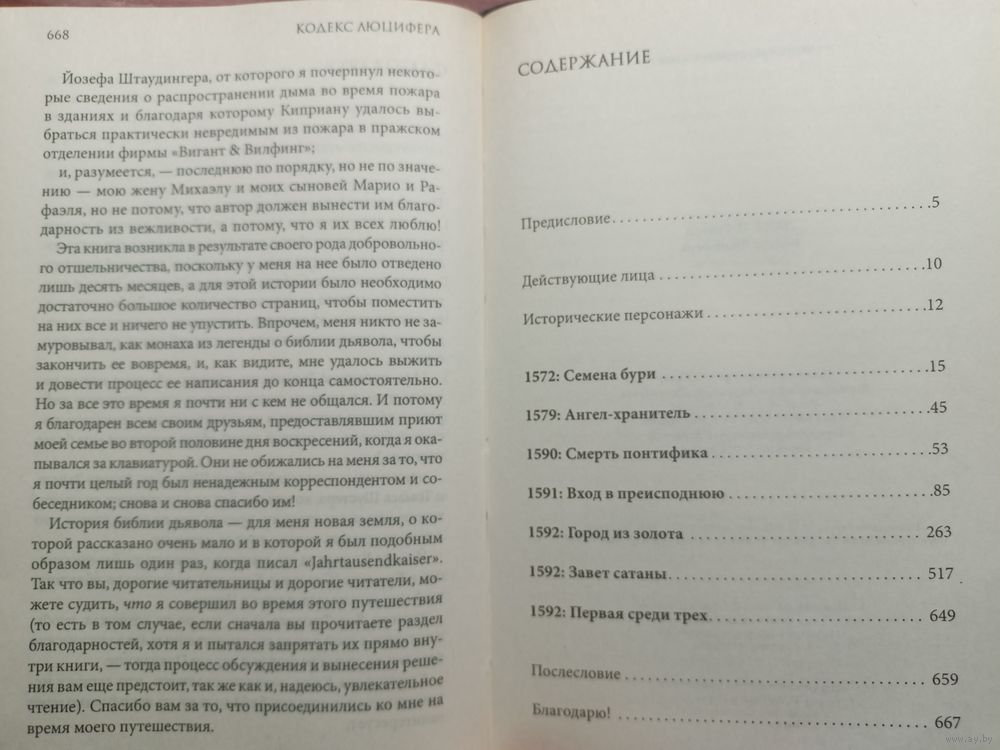 668
КОДЕКС ЛЮЦИФЕРА
Йозефа Штаудингера, от которого я почерпнул некото-
рые сведения о распространении дыма во время пожара
в зданиях и благодаря которому Киприану удалось вы-
браться практически невредимым из пожара в пражском
отделении фирмы «Вигант & Вилфинг»;
и, разумеется, — последнюю по порядку, но не по значе-
нию — мою жену Михаэлу и моих сыновей Марио и Ра-
фаэля, но не потому, что автор должен вынести им благо-
дарность из вежливости, а потому, что я их всех люблю!
Эта книга возникла в результате своего рода добровольно-
го отшельничества, поскольку у меня на нее было отведено
лишь десять месяцев, а для этой истории было необходимо
достаточно большое количество страниц, чтобы поместить
на них все и ничего не упустить. Впрочем, меня никто не за-
муровывал, как монаха из легенды о библии дьявола, чтобы
закончить ее вовремя, и, как видите, мне удалось выжить
и довести процесс ее написания до конца самостоятельно.
Но за все это время я почти ни с кем не общался. И потому
я благодарен всем своим друзьям, предоставлявшим приют
моей семье во второй половине дня воскресений, когда я ока-
пывался за клавиатурой. Они не обижались на меня за то, что
я почти целый год был ненадежным корреспондентом и со-
беседником; снова и снова спасибо им!
История библии дьявола — для меня новая земля, о ко-
торой рассказано очень мало и в которой я был подобным
образом лишь один раз, когда писал «Jahrtausendkaiser».
Так что вы, дорогие читательницы и дорогие читатели, мо-
жете судить, что я совершил во время этого путешествия
(то есть в том случае, если сначала вы прочитаете раздел
благодарностей, хотя я и пытался запрятать их прямо вну-
три книги, — тогда процесс обсуждения и вынесения реше-
ния вам еще предстоит, так же как и, надеюсь, увлекательное
чтение). Спасибо вам за то, что присоединились ко мне на
время моего путешествия.
СОДЕРЖАНИЕ
Предисловие 5
Действующие лица 10
Исторические персонажи 12
1572: Семена бури 15
1579: Ангел-хранитель 45
1590: Смерть понтифика 53
1591: Вход в преисподнюю 85
1592: Город из золота 263
1592: Завет сатаны 517
1592: Первая среди трех 649
Послесловие 659
Благодарю! 667
www.ay.by